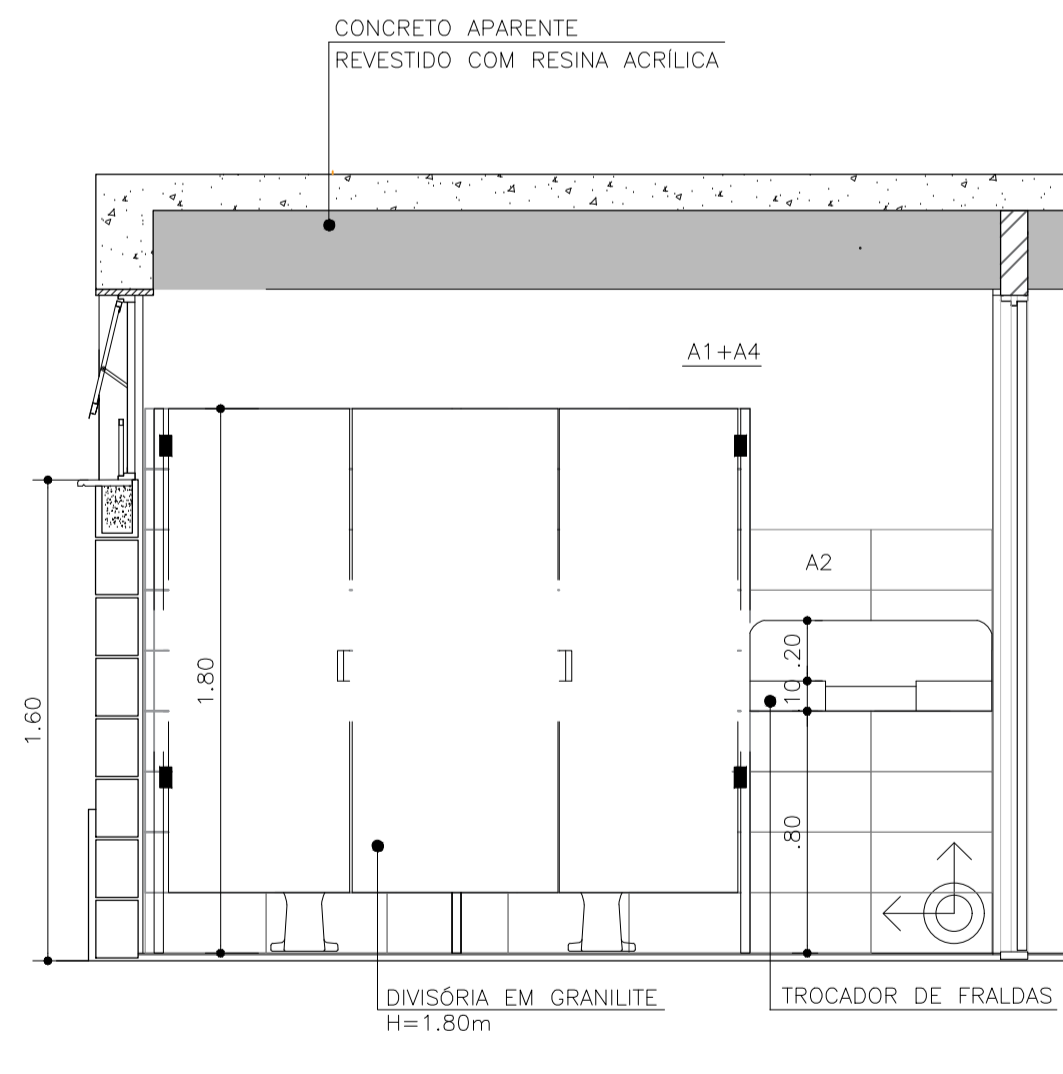 CONCRETO APARENTE
REVESTIDO COM RESINA ACRÍLICA
A1+A4
A2
.20
.10
1.80
1.60
.80
DIVISÓRIA EM GRANILITE
H=1.80m
TROCADOR DE FRALDAS